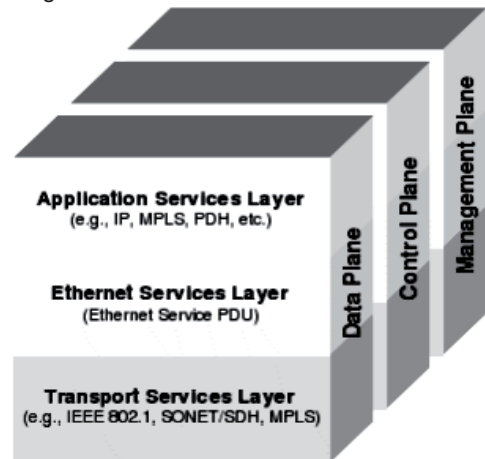 Application Services Layer
(e.g., IP, MPLS, PDH, etc.)
Ethernet Services Layer
(Ethernet Service PDU)
Transport Services Layer
(e.g., IEEE 802.1, SONET/SDH, MPLS)
Data Plane
Control Plane
Management Plane